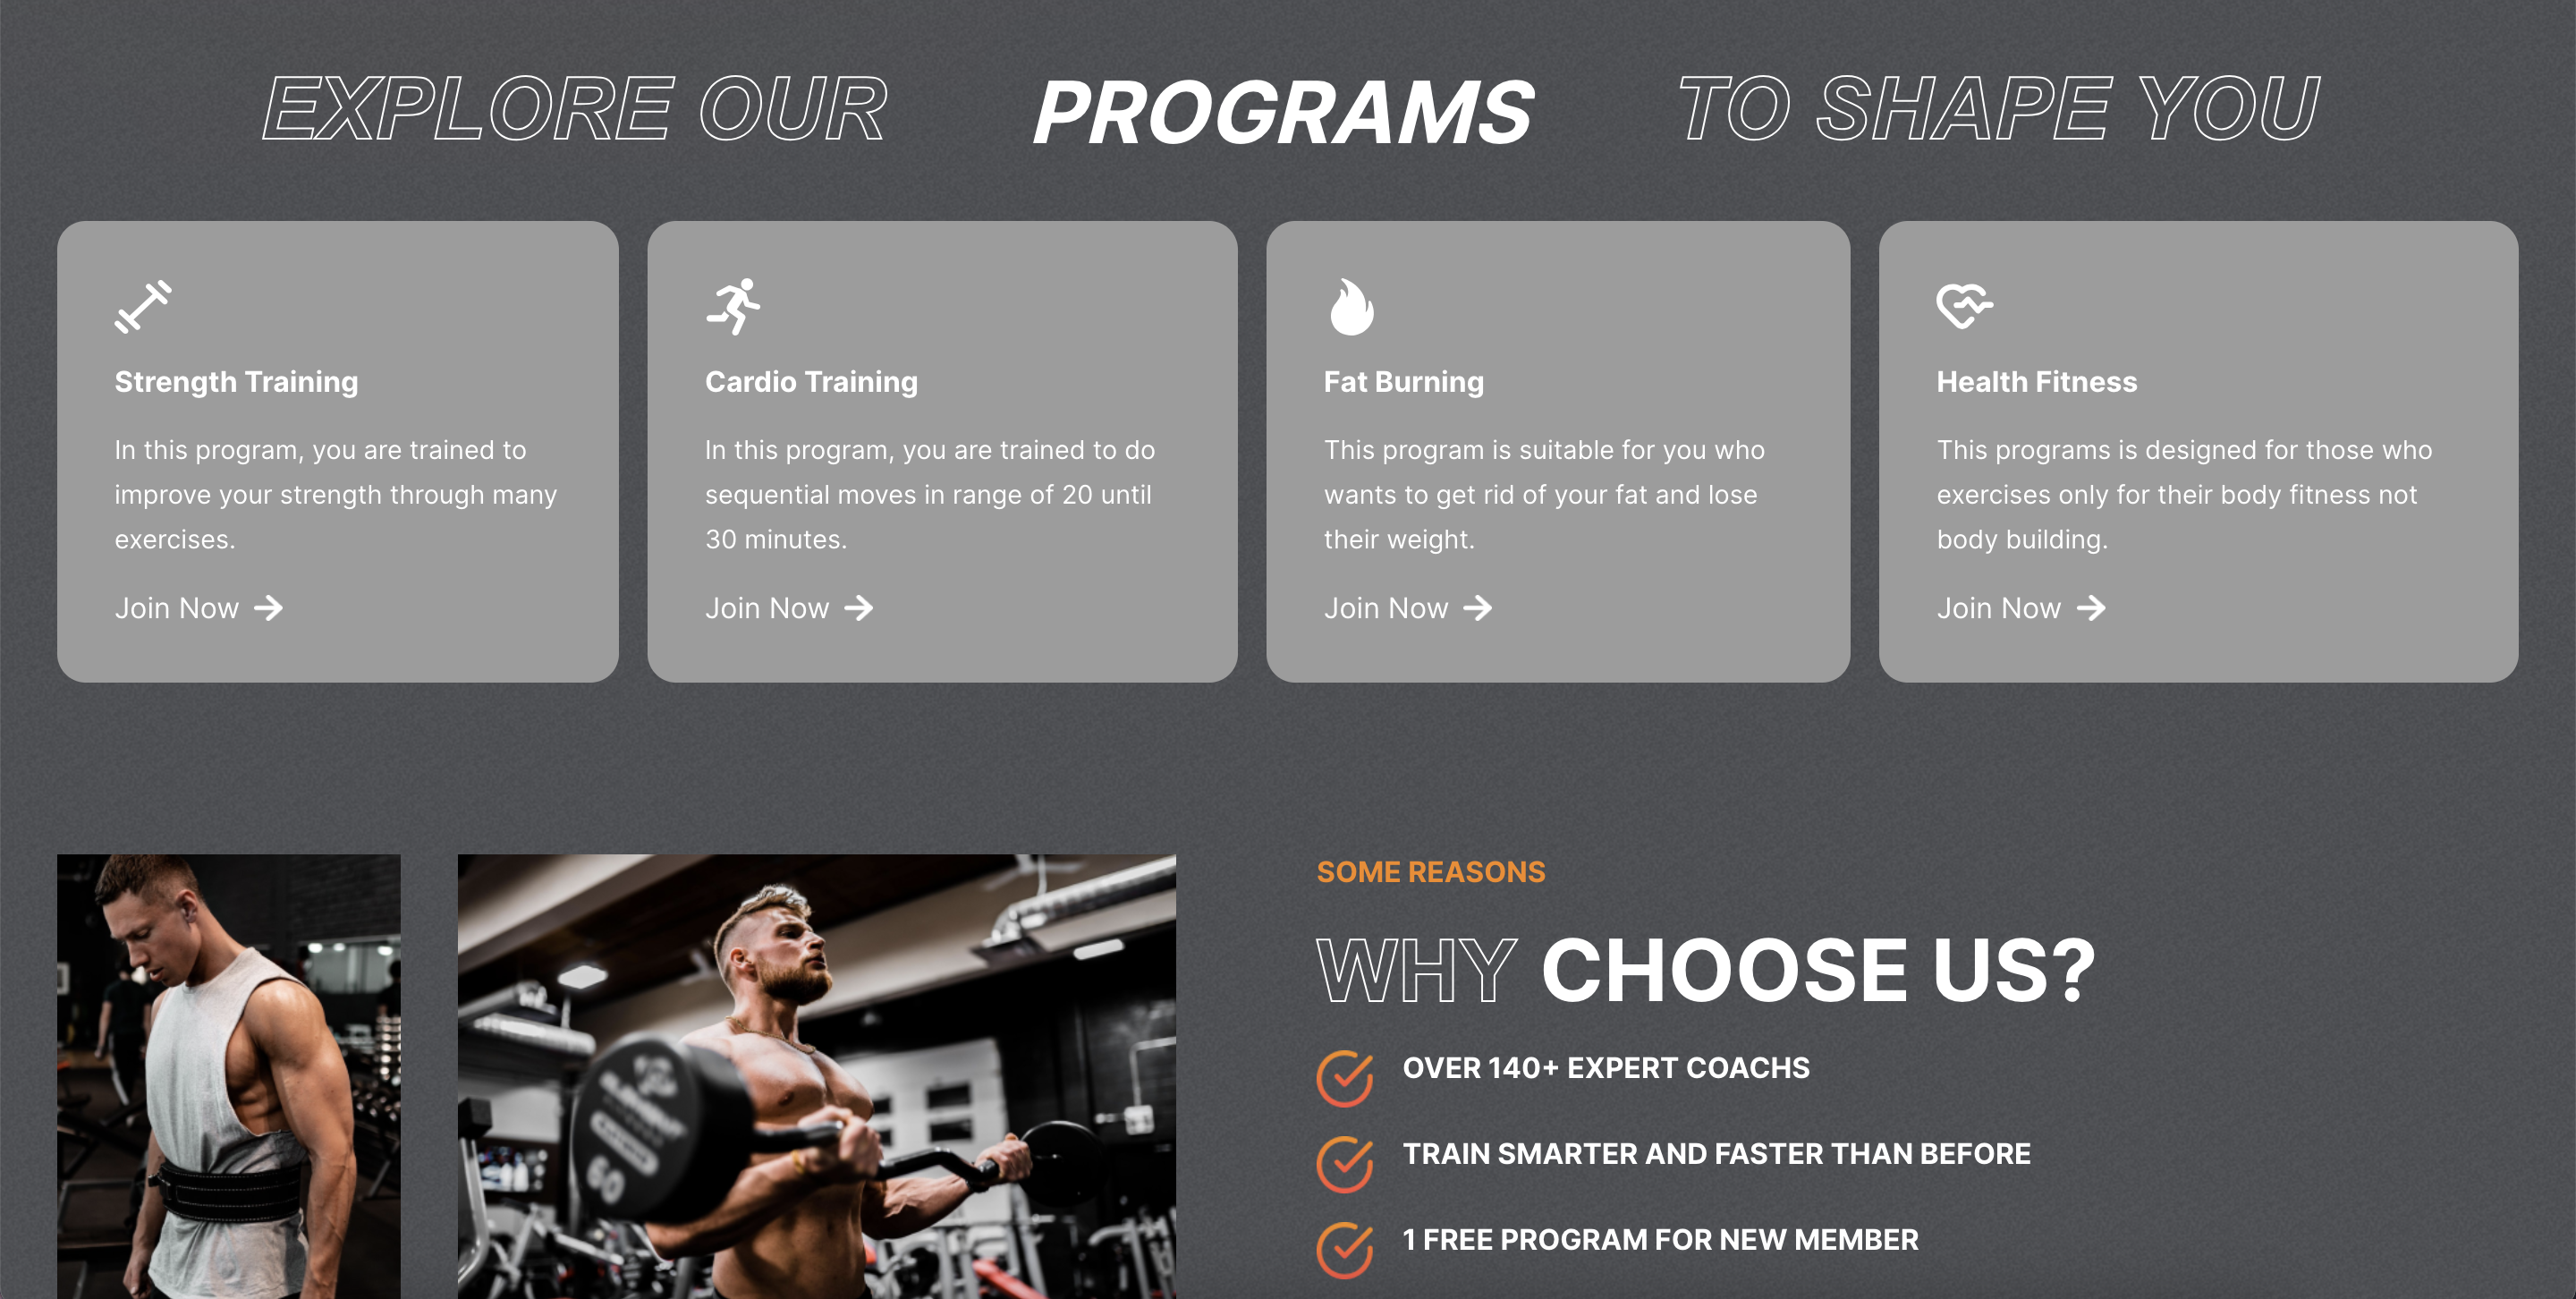 EXPLORE OUR PROGRAMS TO SHAPE YOU
Strength Training
In this program, you are trained to
improve your strength through many
exercises.
Join Now
Cardio Training
In this program, you are trained to do
sequential moves in range of 20 until
30 minutes.
Join Now
Fat Burning
This program is suitable for you who
wants to get rid of your fat and lose
their weight.
Join Now
Health Fitness
This programs is designed for those who
exercises only for their body fitness not
body building.
Join Now
60
SOME REASONS
WHY CHOOSE US?
OVER 140+ EXPERT COACHS
TRAIN SMARTER AND FASTER THAN BEFORE
1 FREE PROGRAM FOR NEW MEMBER